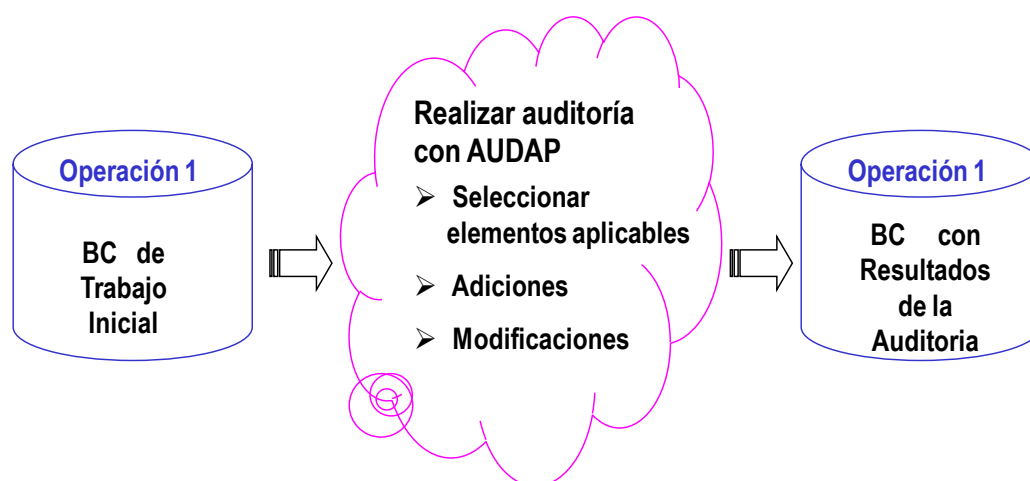 Operación 1
BC de
Trabajo
Inicial
Realizar auditoría
con AUDAP
➢ Seleccionar
elementos aplicables
➢ Adiciones
➢ Modificaciones
Operación 1
BC con
Resultados
de la
Auditoria